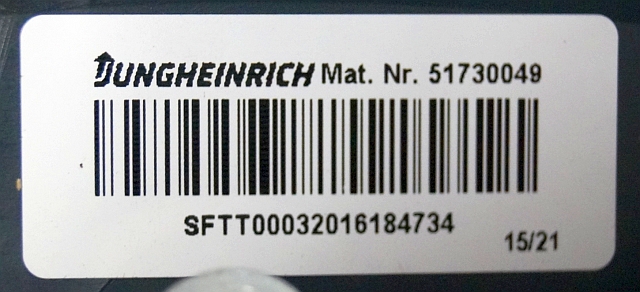 JUNGHEINRICH Mat. Nr. 51730049
SFTT00032016184734
15/21